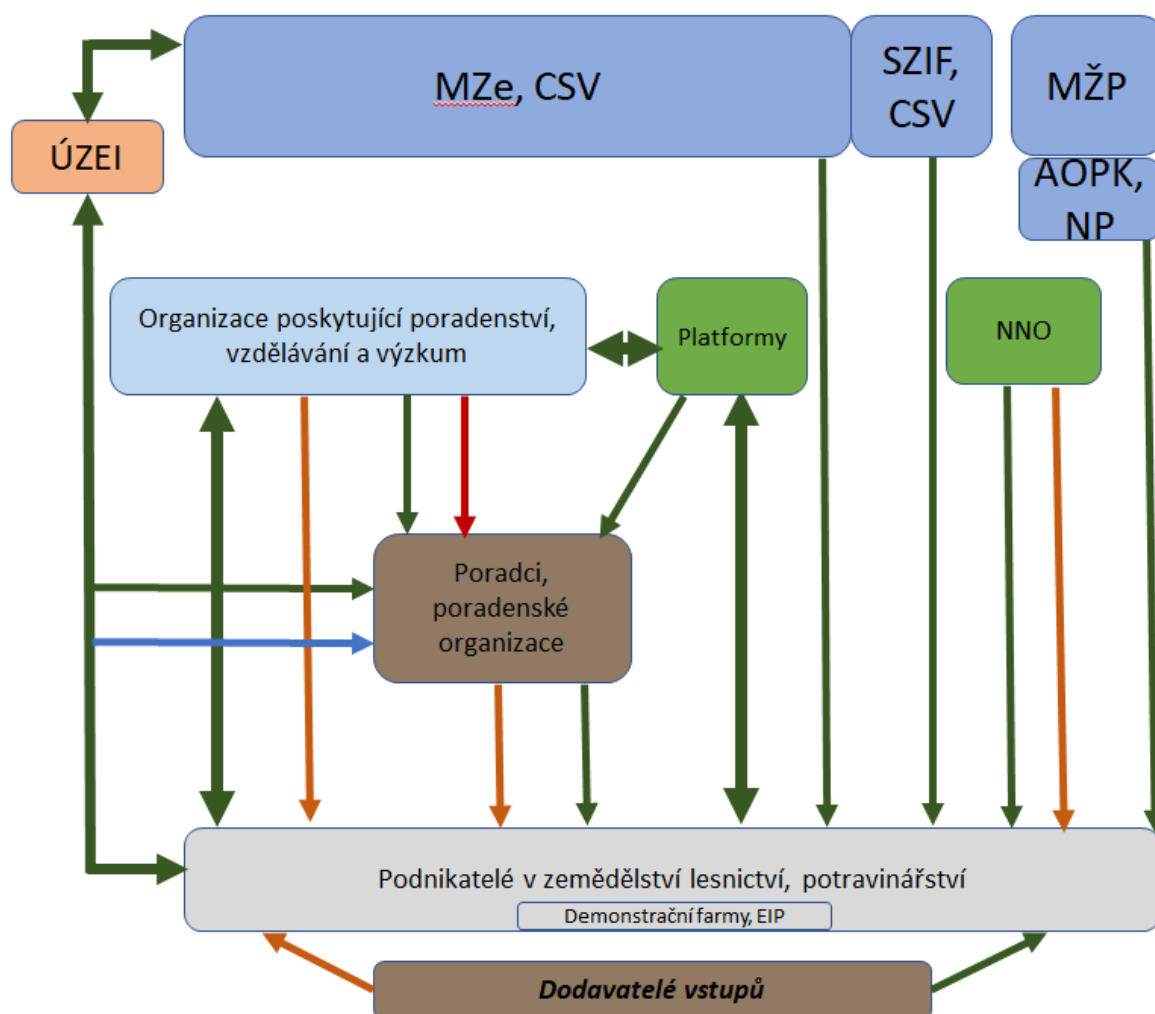 MZe, CSV
SZIF,
CSV
MŽP
ÚZEI
AOPK,
NP
Organizace poskytující poradenství,
vzdělávání a výzkum
Platformy
NNO
Poradci,
poradenské
organizace
Podnikatelé v zemědělství lesnictví, potravinářství
Demonstrační farmy, EIP
Dodavatelé vstupů